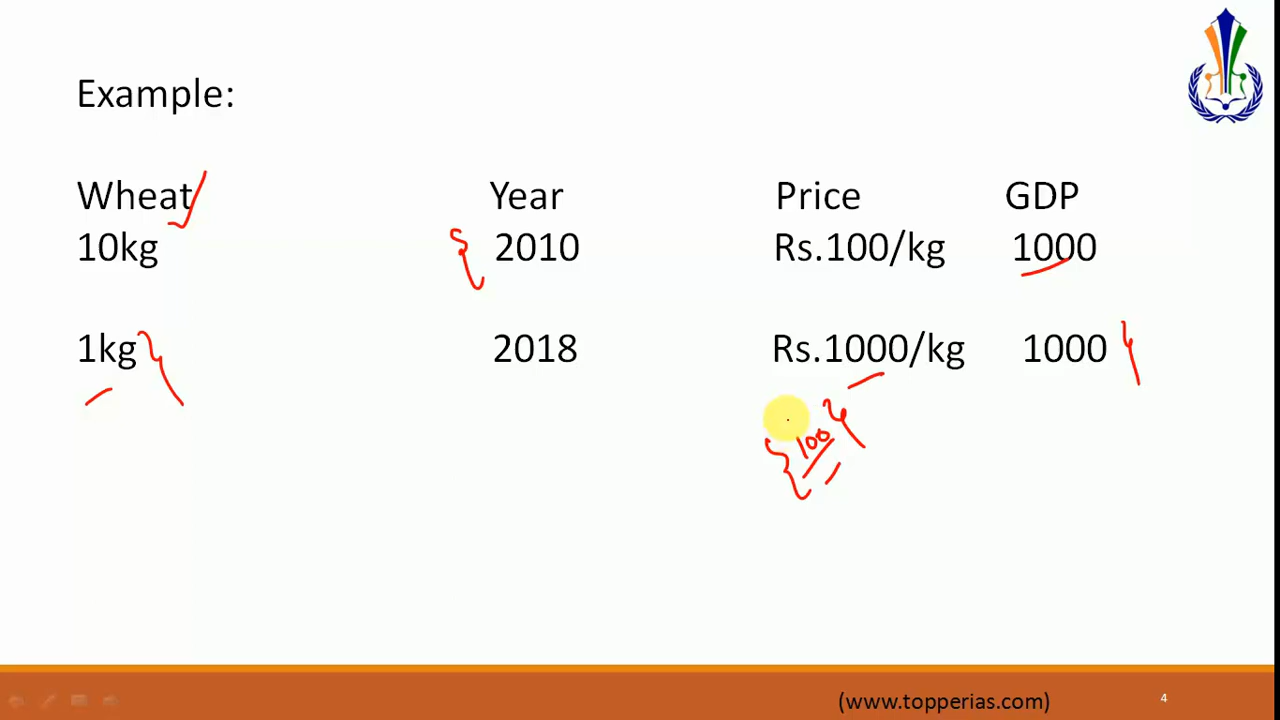 Example:
Wheat Year Price GDP
10kg 2010 Rs.100/kg 1000
1kg 2018 Rs.1000/kg 1000
100
(www.topperias.com) 4